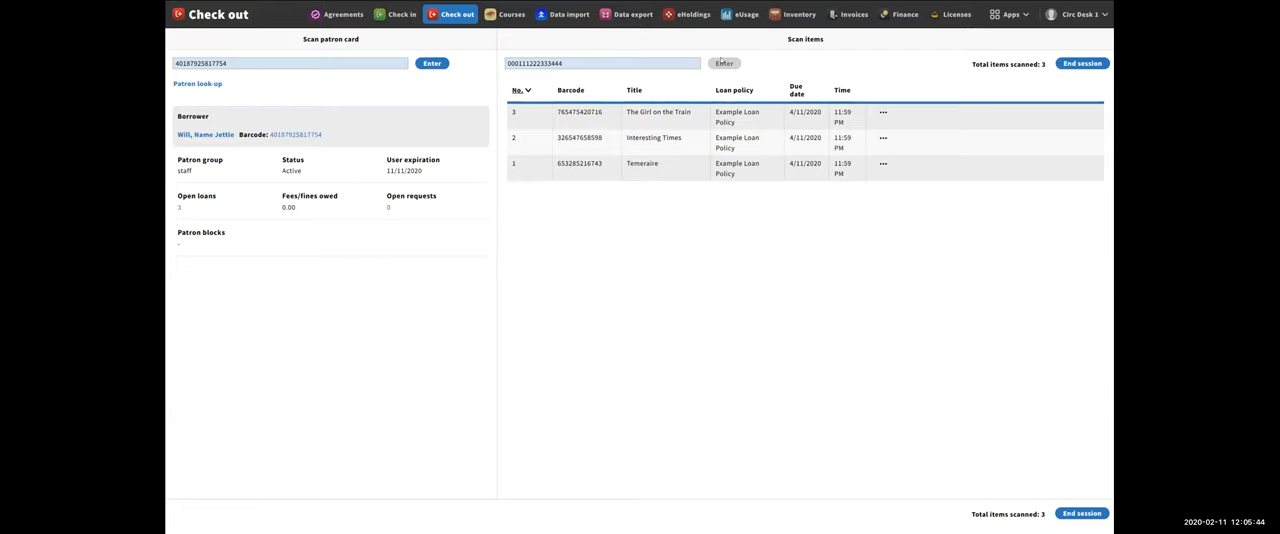 Check out
Agreements
Check in
Check out
Courses
Data import
Data export
eHoldings
eUsage
Inventory
Invoices
Finance
Licenses
Apps
Circ Desk 1
Scan patron card
Scan items
40187925817754
Enter
000111222333444
Enter
Total items scanned: 3
End session
Patron look-up
Borrower
Will, Name Jettie Barcode: 40187925817754
Patron group
Status
User expiration
staff
Active
11/11/2020
Open loans
Fees/fines owed
Open requests
3
0.00
0
Patron blocks
-
No.
Barcode
Title
Loan policy
Due
date
Time
3
765475420716
The Girl on the Train
Example Loan
Policy
4/11/2020
11:59
PM
•••
2
326547658598
Interesting Times
Example Loan
Policy
4/11/2020
11:59
PM
•••
1
653285216743
Temeraire
Example Loan
Policy
4/11/2020
11:59
PM
•••
Total items scanned: 3
End session
2020-02-11 12:05:44